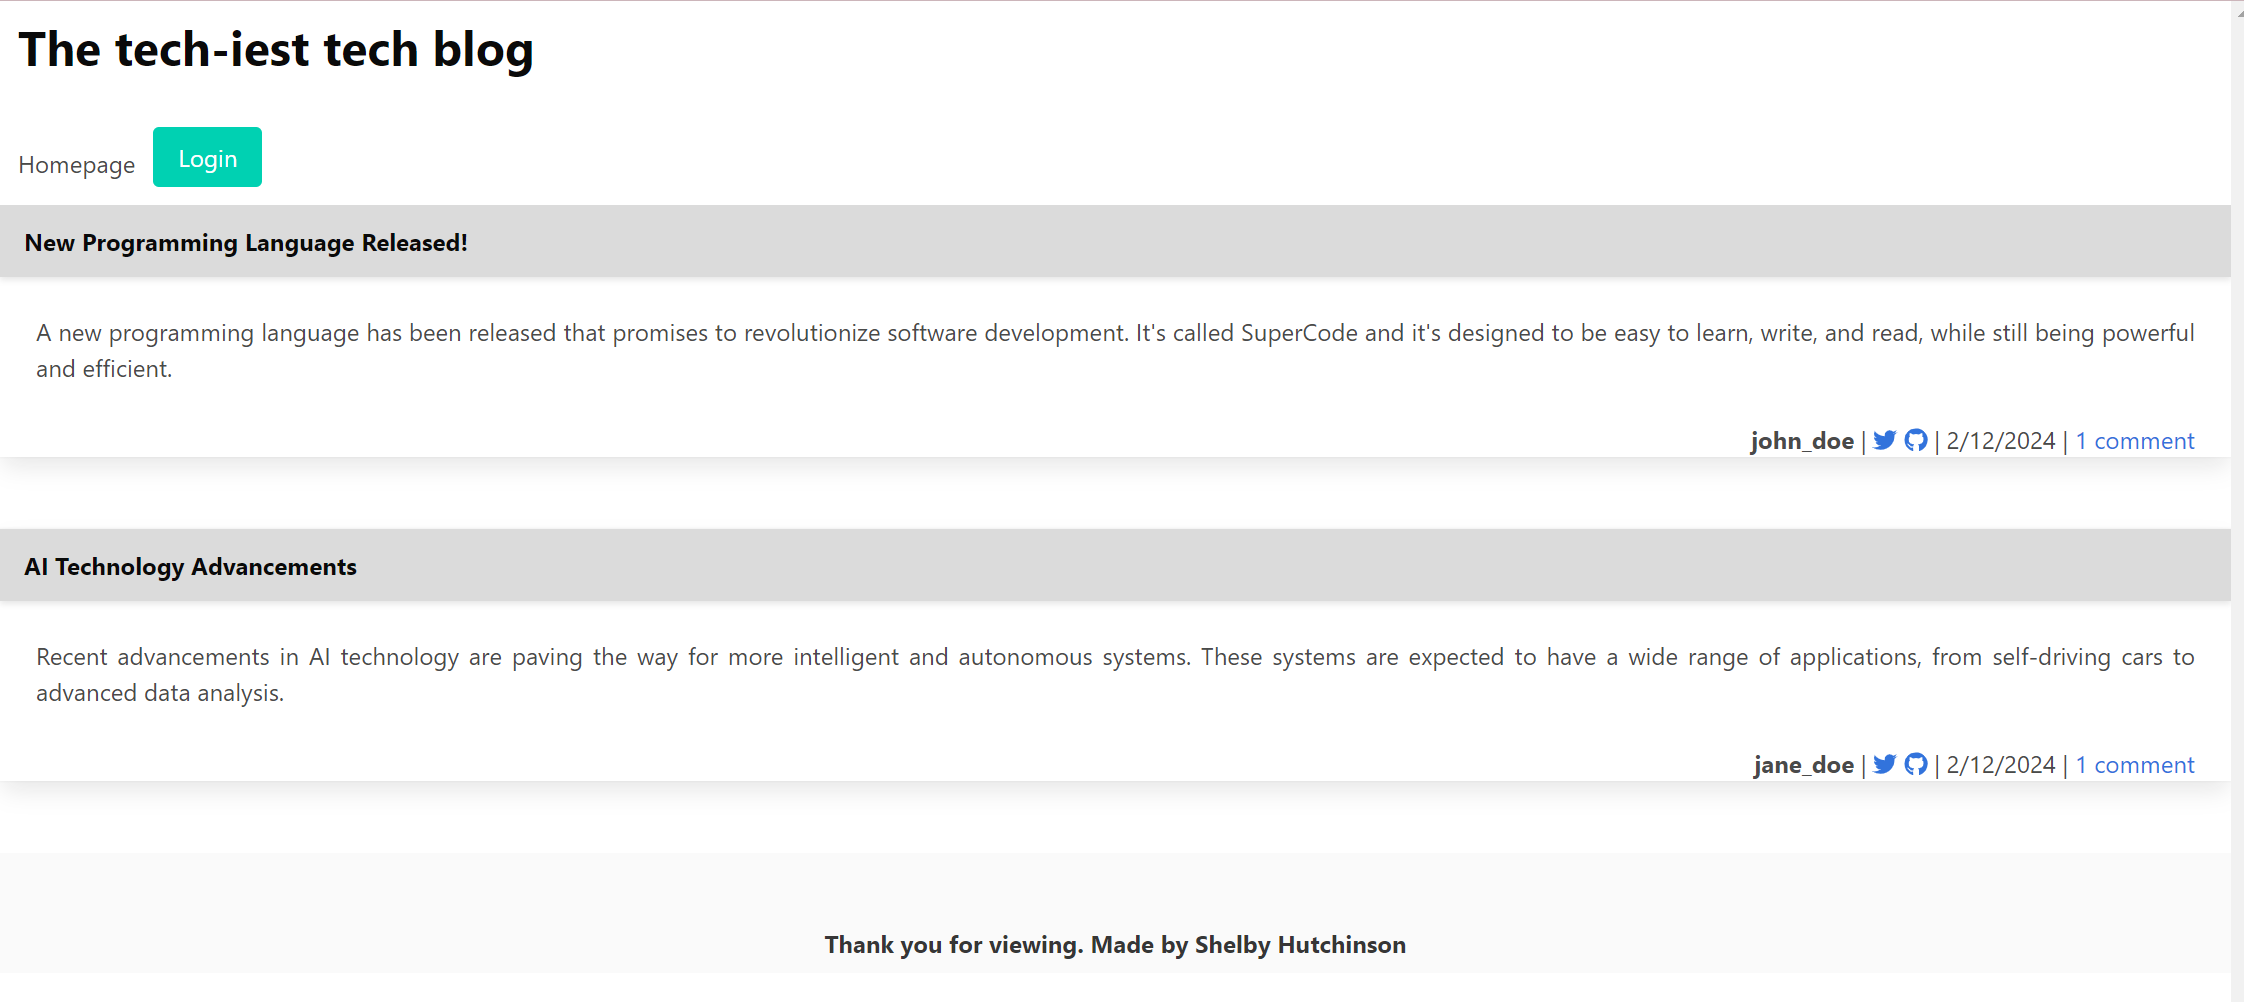 The tech-iest tech blog
Homepage
Login
New Programming Language Released!
A new programming language has been released that promises to revolutionize software development. It's called SuperCode and it's designed to be easy to learn, write, and read, while still being powerful
and efficient.
john_doe | | 2/12/2024 | 1 comment
AI Technology Advancements
Recent advancements in AI technology are paving the way for more intelligent and autonomous systems. These systems are expected to have a wide range of applications, from self-driving cars to
advanced data analysis.
jane_doe | | 2/12/2024 | 1 comment
Thank you for viewing. Made by Shelby Hutchinson